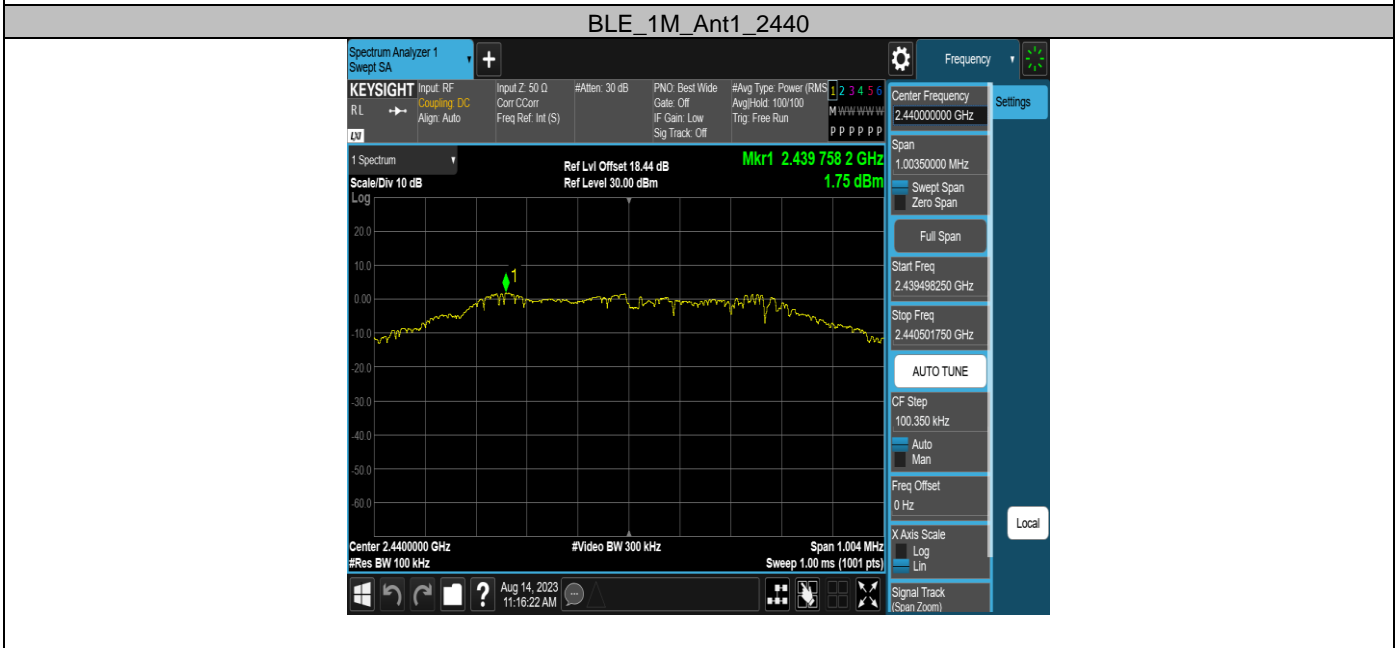 BLE_1M_Ant1_2440
Spectrum Analyzer 1
Swept SA
+
Frequency
KEYSIGHT
RL
LXI
Input: RF
Coupling: DC
Align: Auto
Input Z: 50 Ω
Corr CCorr
Freq Ref: Int (S)
#Atten: 30 dB
PNO: Best Wide
Gate: Off
IF Gain: Low
Sig Track: Off
#Avg Type: Power (RMS
Avg|Hold: 100/100
Trig: Free Run
1 2 3 4 5 6
M W W W W W
P P P P P P
Center Frequency
2.440000000 GHz
Settings
Span
1.00350000 MHz
Swept Span
Zero Span
Full Span
Start Freq
2.439498250 GHz
Stop Freq
2.440501750 GHz
AUTO TUNE
CF Step
100.350 kHz
Auto
Man
Freq Offset
0 Hz
X Axis Scale
Log
Lin
Signal Track
(Span Zoom)
Local
1 Spectrum
Scale/Div 10 dB
Log
Ref Lvl Offset 18.44 dB
Ref Level 30.00 dBm
Mkr1 2.439 758 2 GHz
1.75 dBm
20.0
10.0
0.00
-10.0
-20.0
-30.0
-40.0
-50.0
-60.0
1
Center 2.4400000 GHz
#Res BW 100 kHz
#Video BW 300 kHz
Span 1.004 MHz
Sweep 1.00 ms (1001 pts)
?
Aug 14, 2023
11:16:22 AM